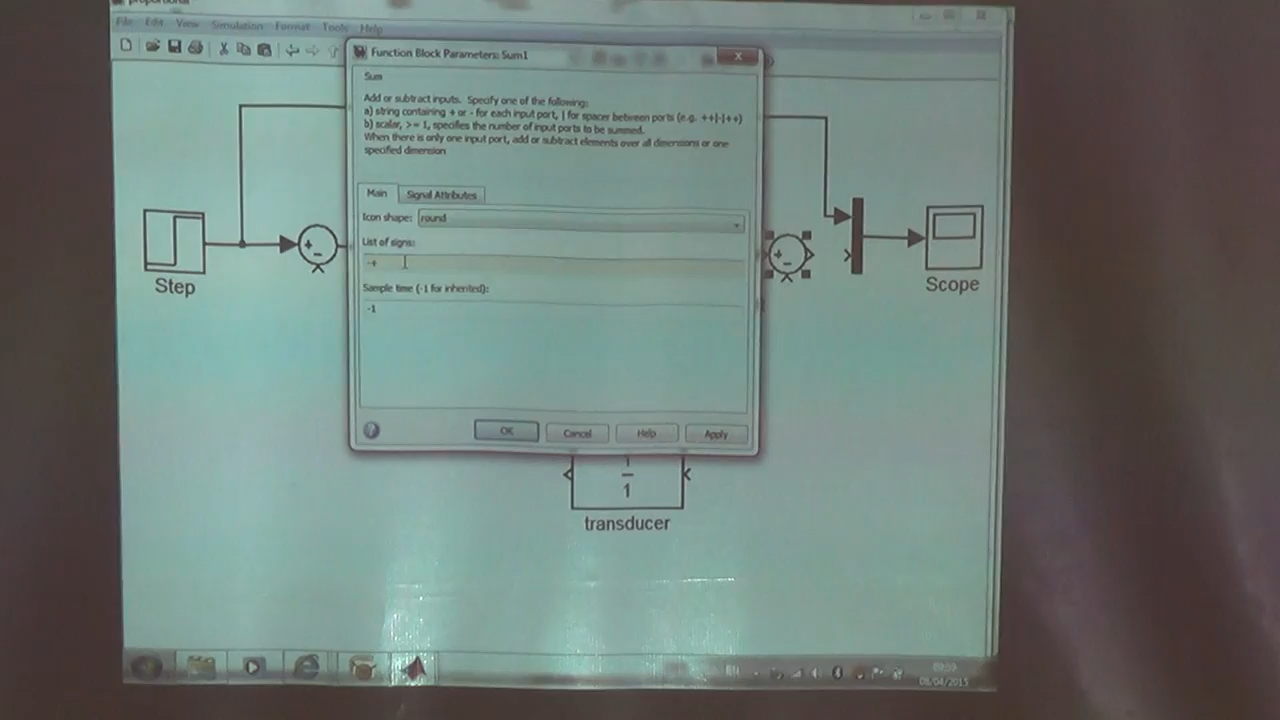 proportional
File Edit View Simulation Format Tools Help
Function Block Parameters: Sum1
Sum
Add or subtract inputs. Specify one of the following:
a) string containing + or - for each input port, | for spacer between ports (e.g. ++|-|++)
b) scalar, >= 1, specifies the number of input ports to be summed.
When there is only one input port, add or subtract elements over all dimensions or one
specified dimension
Main Signal Attributes
Icon shape: round
List of signs:
-+
Sample time (-1 for inherited):
-1
OK Cancel Help Apply
+
−
+
−
Step
Scope
1
transducer
08/04/2015